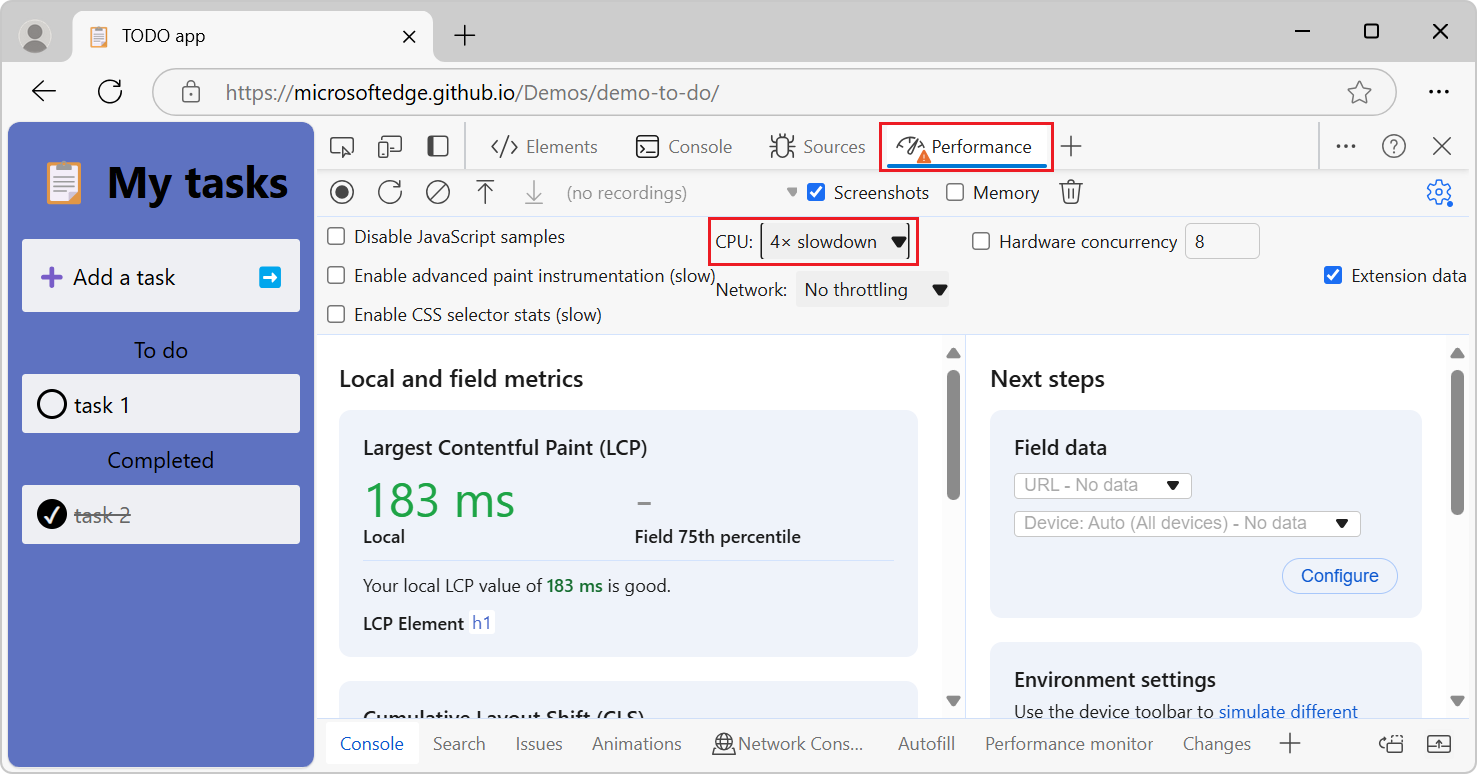 TODO app
https://microsoftedge.github.io/Demos/demo-to-do/
My tasks
Add a task
To do
task 1
Completed
task 2
Elements
Console
Sources
Performance
(no recordings)
Screenshots
Memory
Disable JavaScript samples
CPU: 4× slowdown
Hardware concurrency 8
Enable advanced paint instrumentation (slow)
Network: No throttling
Extension data
Enable CSS selector stats (slow)
Local and field metrics
Largest Contentful Paint (LCP)
183 ms
-
Local
Field 75th percentile
Your local LCP value of 183 ms is good.
LCP Element h1
Cumulative Layout Shift (CLS)
Next steps
Field data
URL - No data
Device: Auto (All devices) - No data
Configure
Environment settings
Use the device toolbar to simulate different
Console
Search
Issues
Animations
Network Cons...
Autofill
Performance monitor
Changes